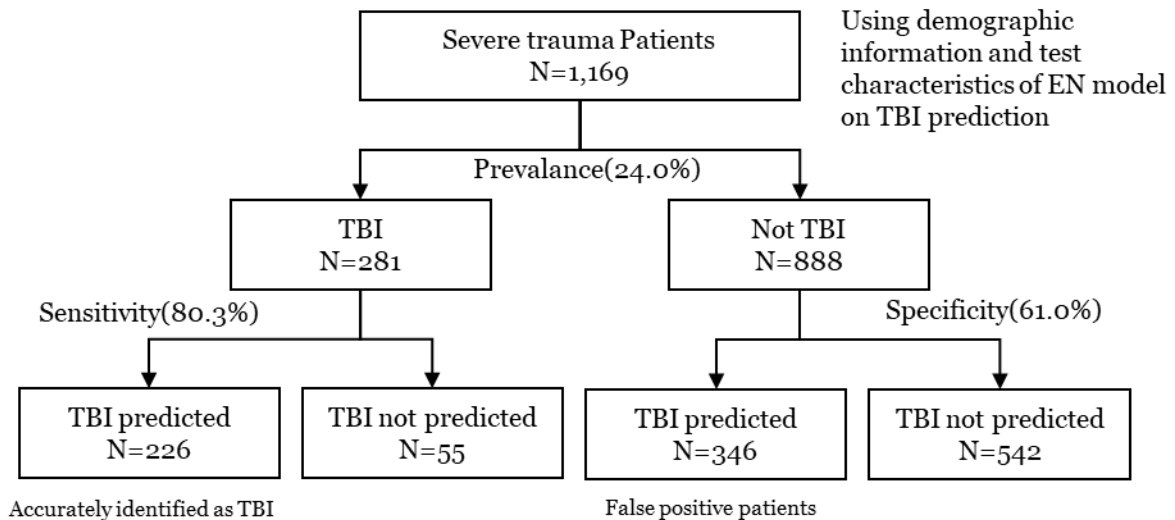 Severe trauma Patients
N=1,169
Using demographic
information and test
characteristics of EN model
on TBI prediction
Prevalance(24.0%)
TBI
N=281
Not TBI
N=888
Sensitivity(80.3%)
Specificity(61.0%)
TBI predicted
N=226
TBI not predicted
N=55
TBI predicted
N=346
TBI not predicted
N=542
Accurately identified as TBI
False positive patients